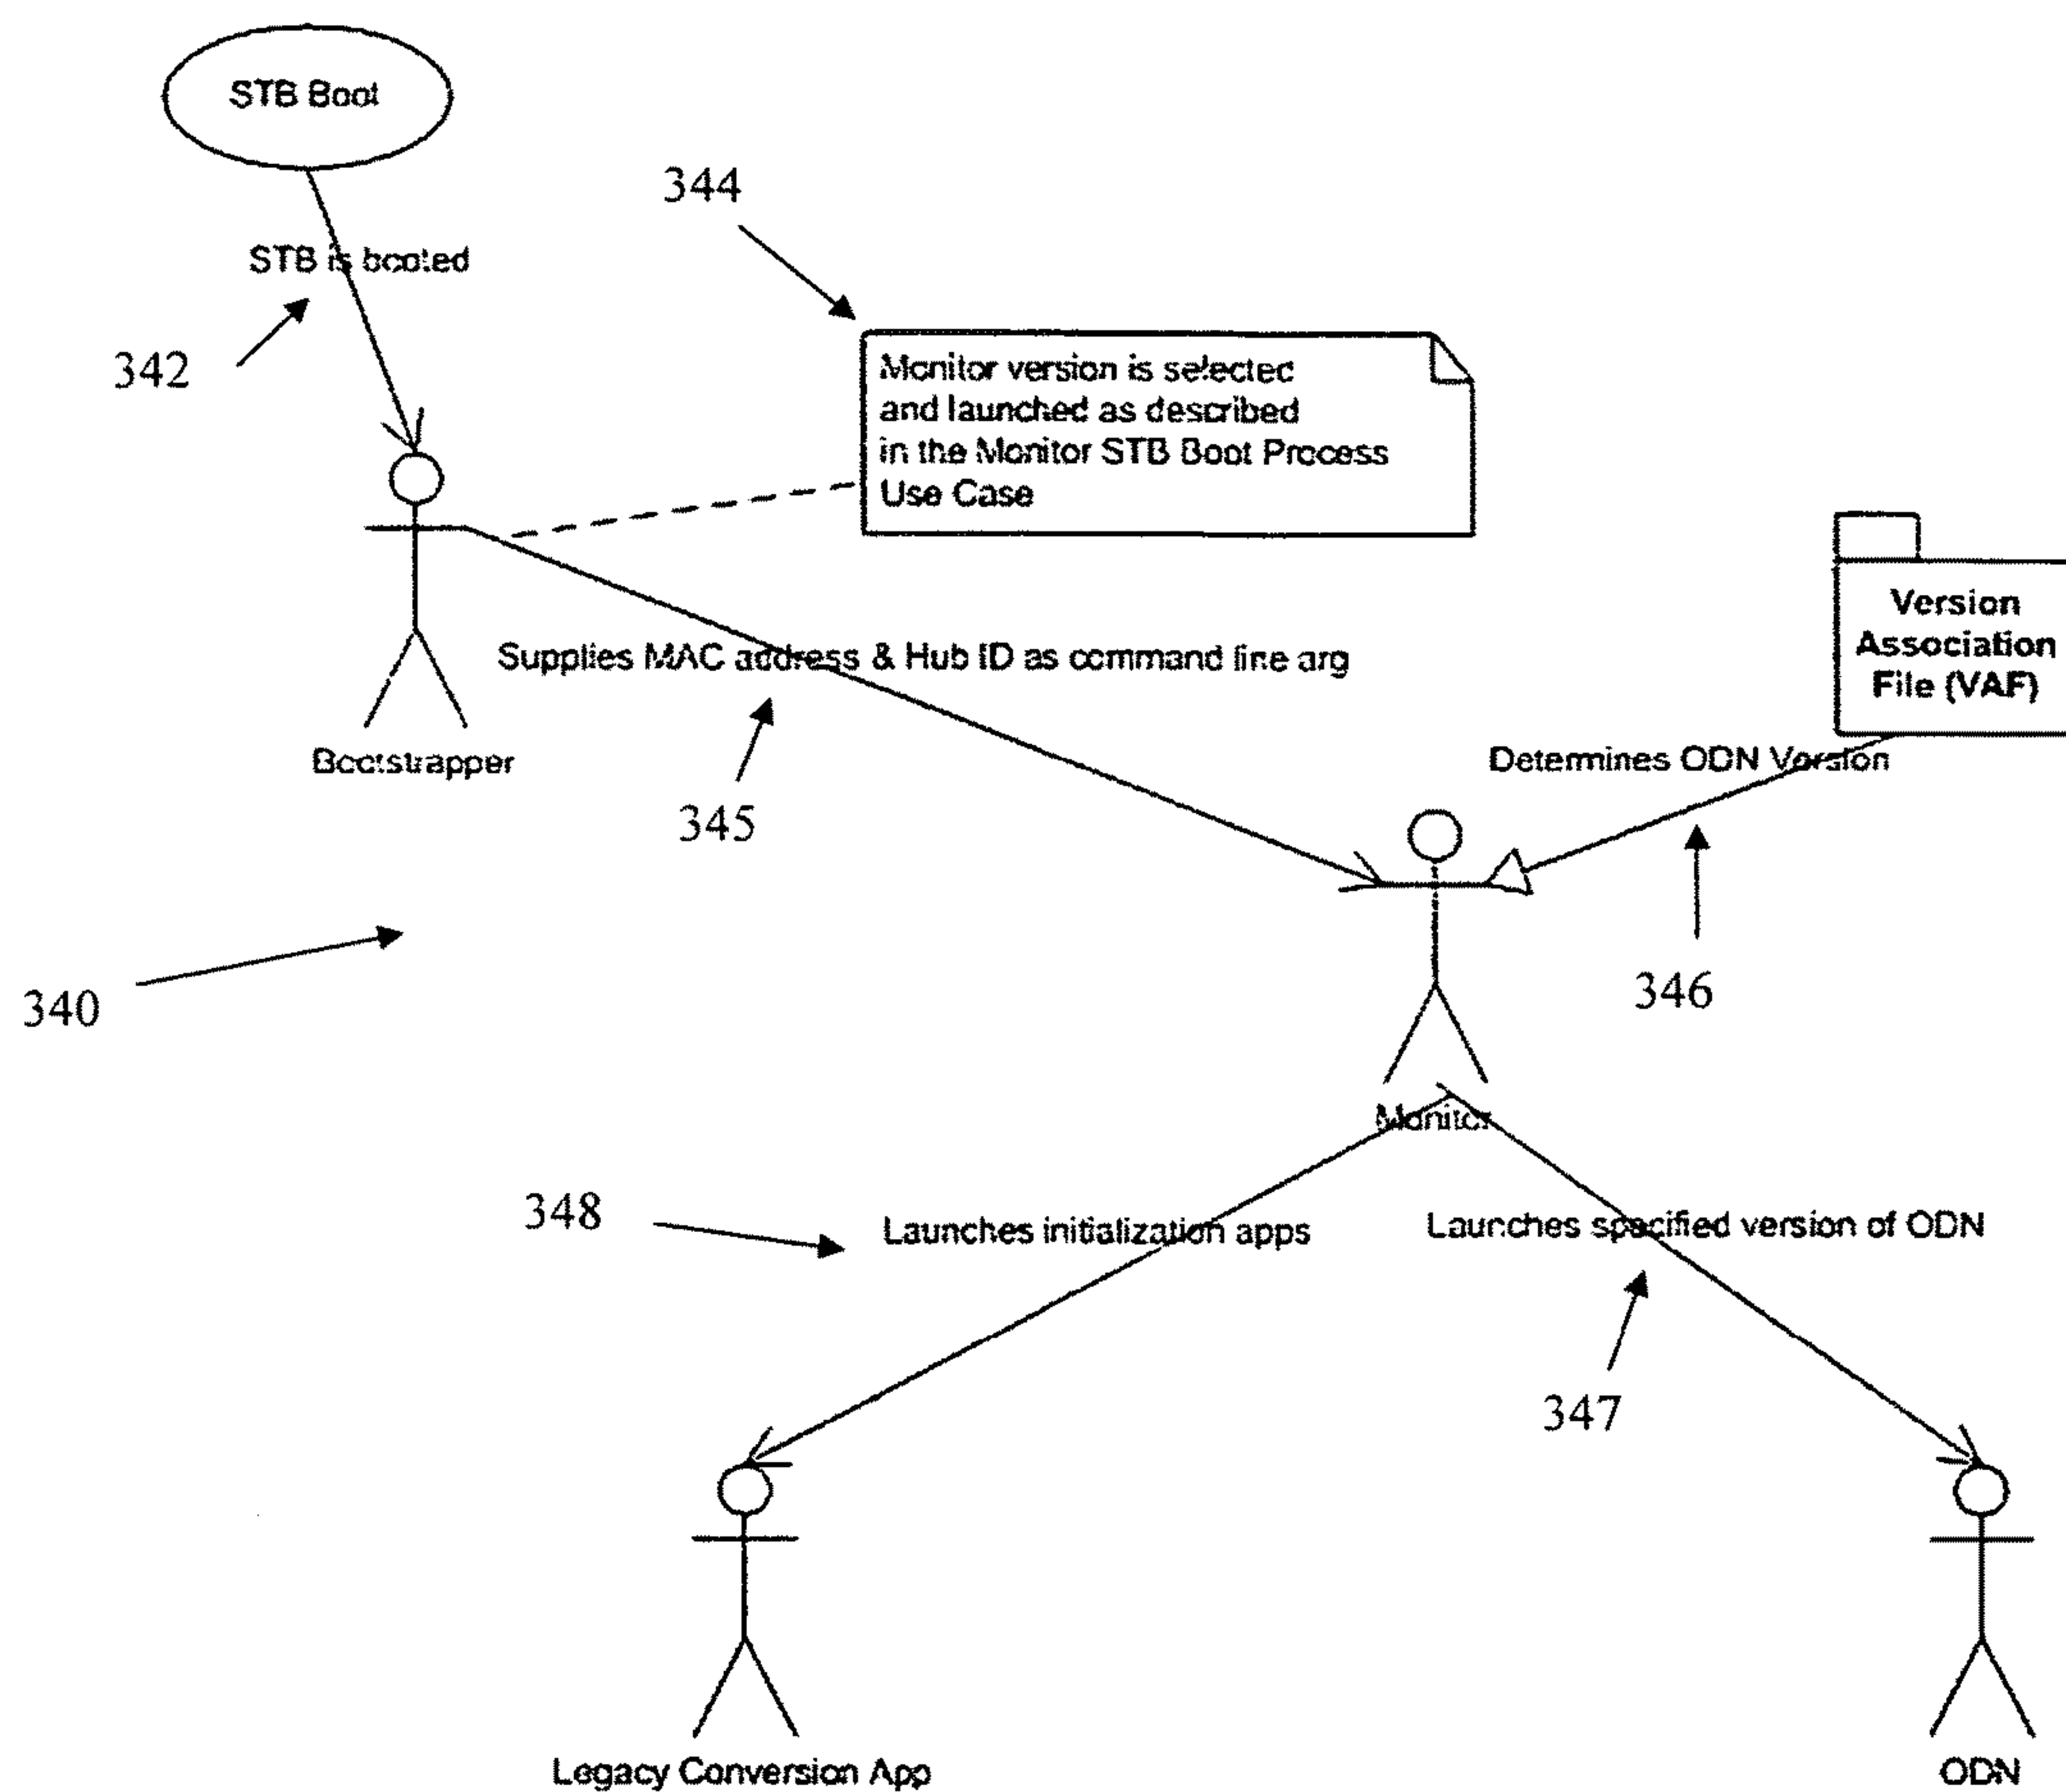 STB Boot
344
STB is booted
342
Monitor version is selected
and launched as described
in the Monitor STB Boot Process
Use Case
Version
Association
File (VAF)
Supplies MAC address & Hub ID as command line arg
Bootstrapper
Determines ODN Version
345
346
340
Monitor
348
Launches initialization apps
Launches specified version of ODN
347
Legacy Conversion App
ODN